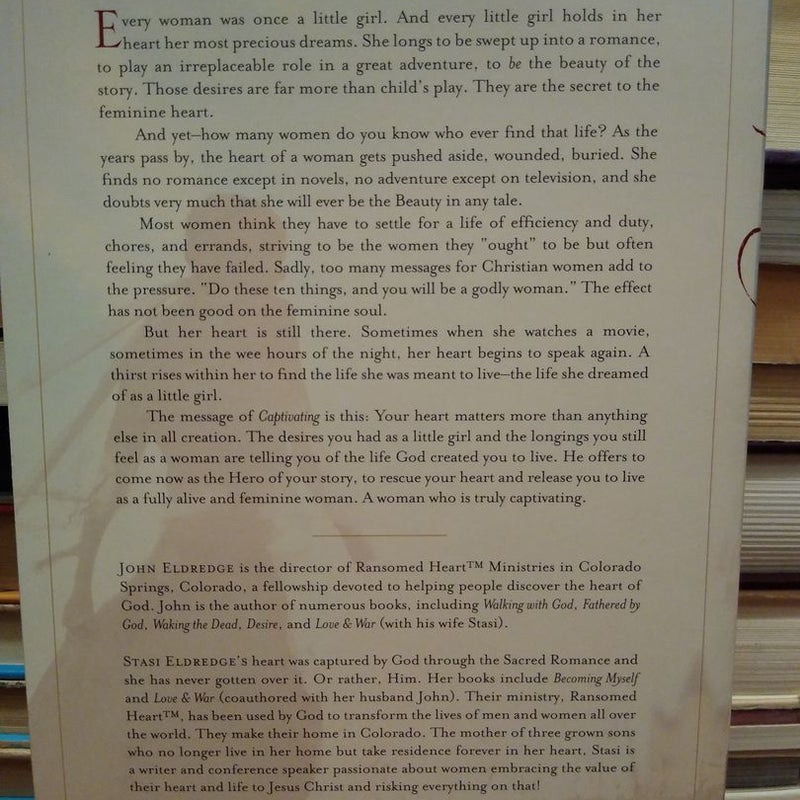 Every woman was once a little girl. And every little girl holds in her
heart her most precious dreams. She longs to be swept up into a romance,
to play an irreplaceable role in a great adventure, to be the beauty of the
story. Those desires are far more than child's play. They are the secret to the
feminine heart.
And yet—how many women do you know who ever find that life? As the
years pass by, the heart of a woman gets pushed aside, wounded, buried. She
finds no romance except in novels, no adventure except on television, and she
doubts very much that she will ever be the Beauty in any tale.
Most women think they have to settle for a life of efficiency and duty,
chores, and errands, striving to be the women they "ought" to be but often
feeling they have failed. Sadly, too many messages for Christian women add to
the pressure. "Do these ten things, and you will be a godly woman." The effect
has not been good on the feminine soul.
But her heart is still there. Sometimes when she watches a movie,
sometimes in the wee hours of the night, her heart begins to speak again. A
thirst rises within her to find the life she was meant to live—the life she dreamed
of as a little girl.
The message of Captivating is this: Your heart matters more than anything
else in all creation. The desires you had as a little girl and the longings you still
feel as a woman are telling you of the life God created you to live. He offers to
come now as the Hero of your story, to rescue your heart and release you to live
as a fully alive and feminine woman. A woman who is truly captivating.
JOHN ELDREDGE is the director of Ransomed Heart™ Ministries in Colorado
Springs, Colorado, a fellowship devoted to helping people discover the heart of
God. John is the author of numerous books, including Walking with God, Fathered by
God, Waking the Dead, Desire, and Love & War (with his wife Stasi).
STASI ELDREDGE'S heart was captured by God through the Sacred Romance and
she has never gotten over it. Or rather, Him. Her books include Becoming Myself
and Love & War (coauthored with her husband John). Their ministry, Ransomed
Heart™, has been used by God to transform the lives of men and women all over
the world. They make their home in Colorado. The mother of three grown sons
who no longer live in her home but take residence forever in her heart, Stasi is
a writer and conference speaker passionate about women embracing the value of
their heart and life to Jesus Christ and risking everything on that!